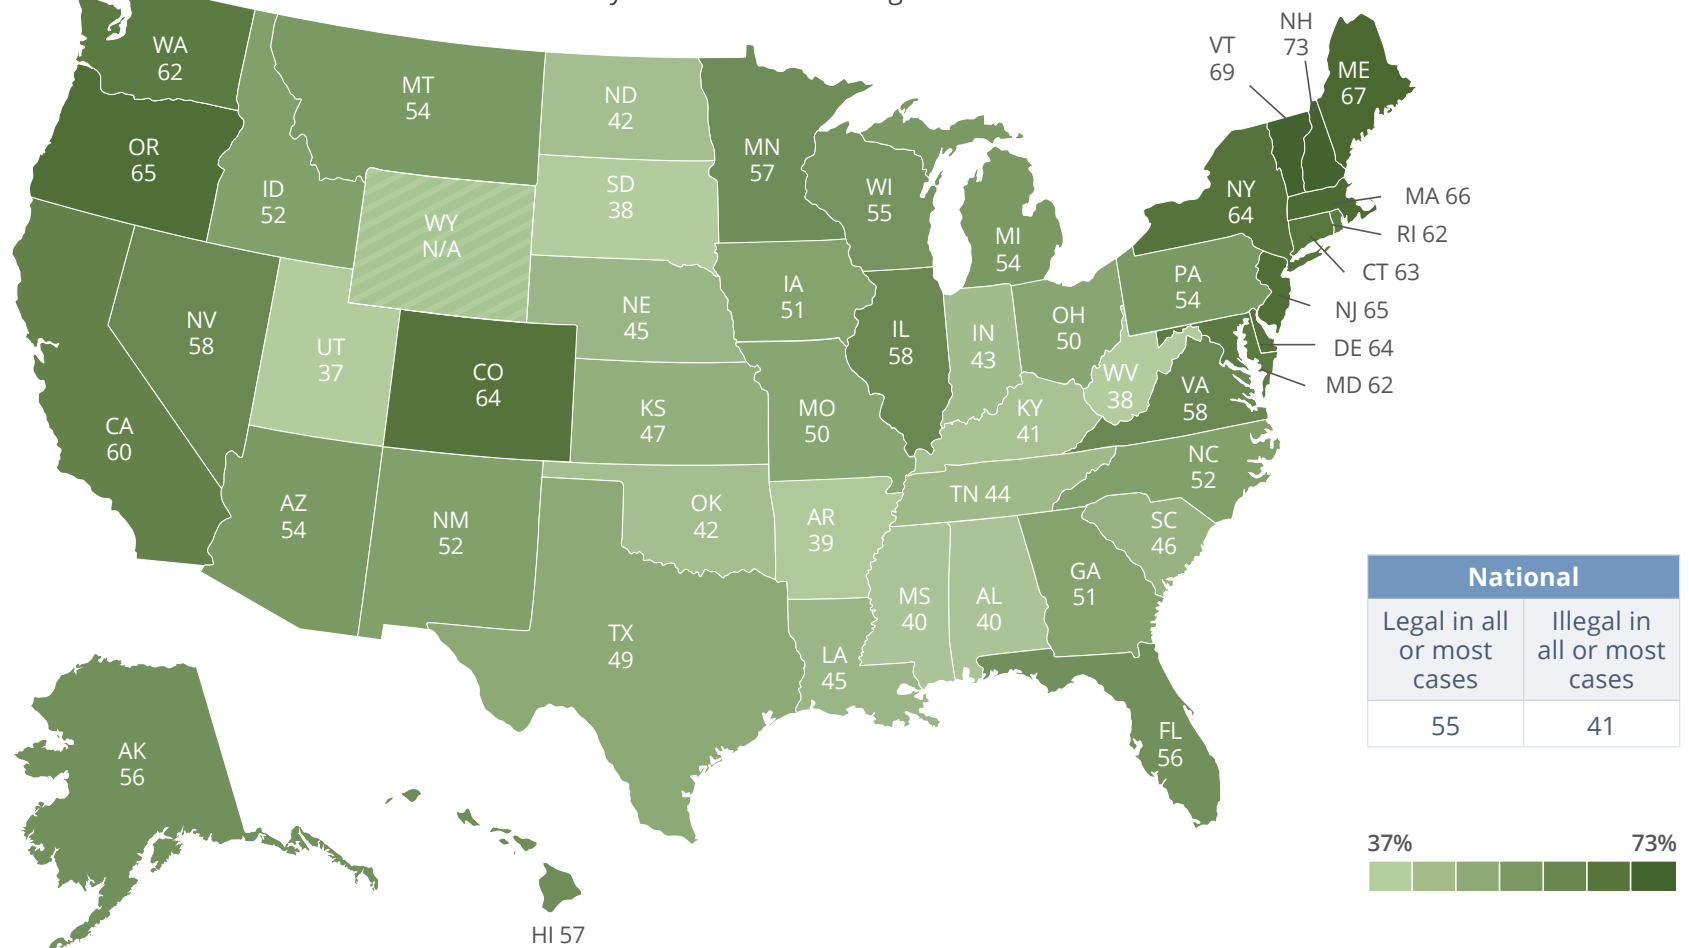 WA
62
OR
65
CA
60
ID
52
NV
58
MT
54
WY
N/A
UT
37
AZ
54
CO
64
NM
52
ND
42
SD
38
NE
45
KS
47
OK
42
TX
49
MN
57
IA
51
MO
50
AR
39
LA
45
WI
55
IL
58
MI
54
IN
43
OH
50
KY
41
TN 44
MS
40
AL
40
GA
51
FL
56
SC
46
NC
52
VA
58
WV
38
PA
54
NY
64
VT
69
NH
73
ME
67
MA 66
RI 62
CT 63
NJ 65
DE 64
MD 62
AK
56
HI 57
National
Legal in all
or most
cases
Illegal in
all or most
cases
55
41
37%
73%